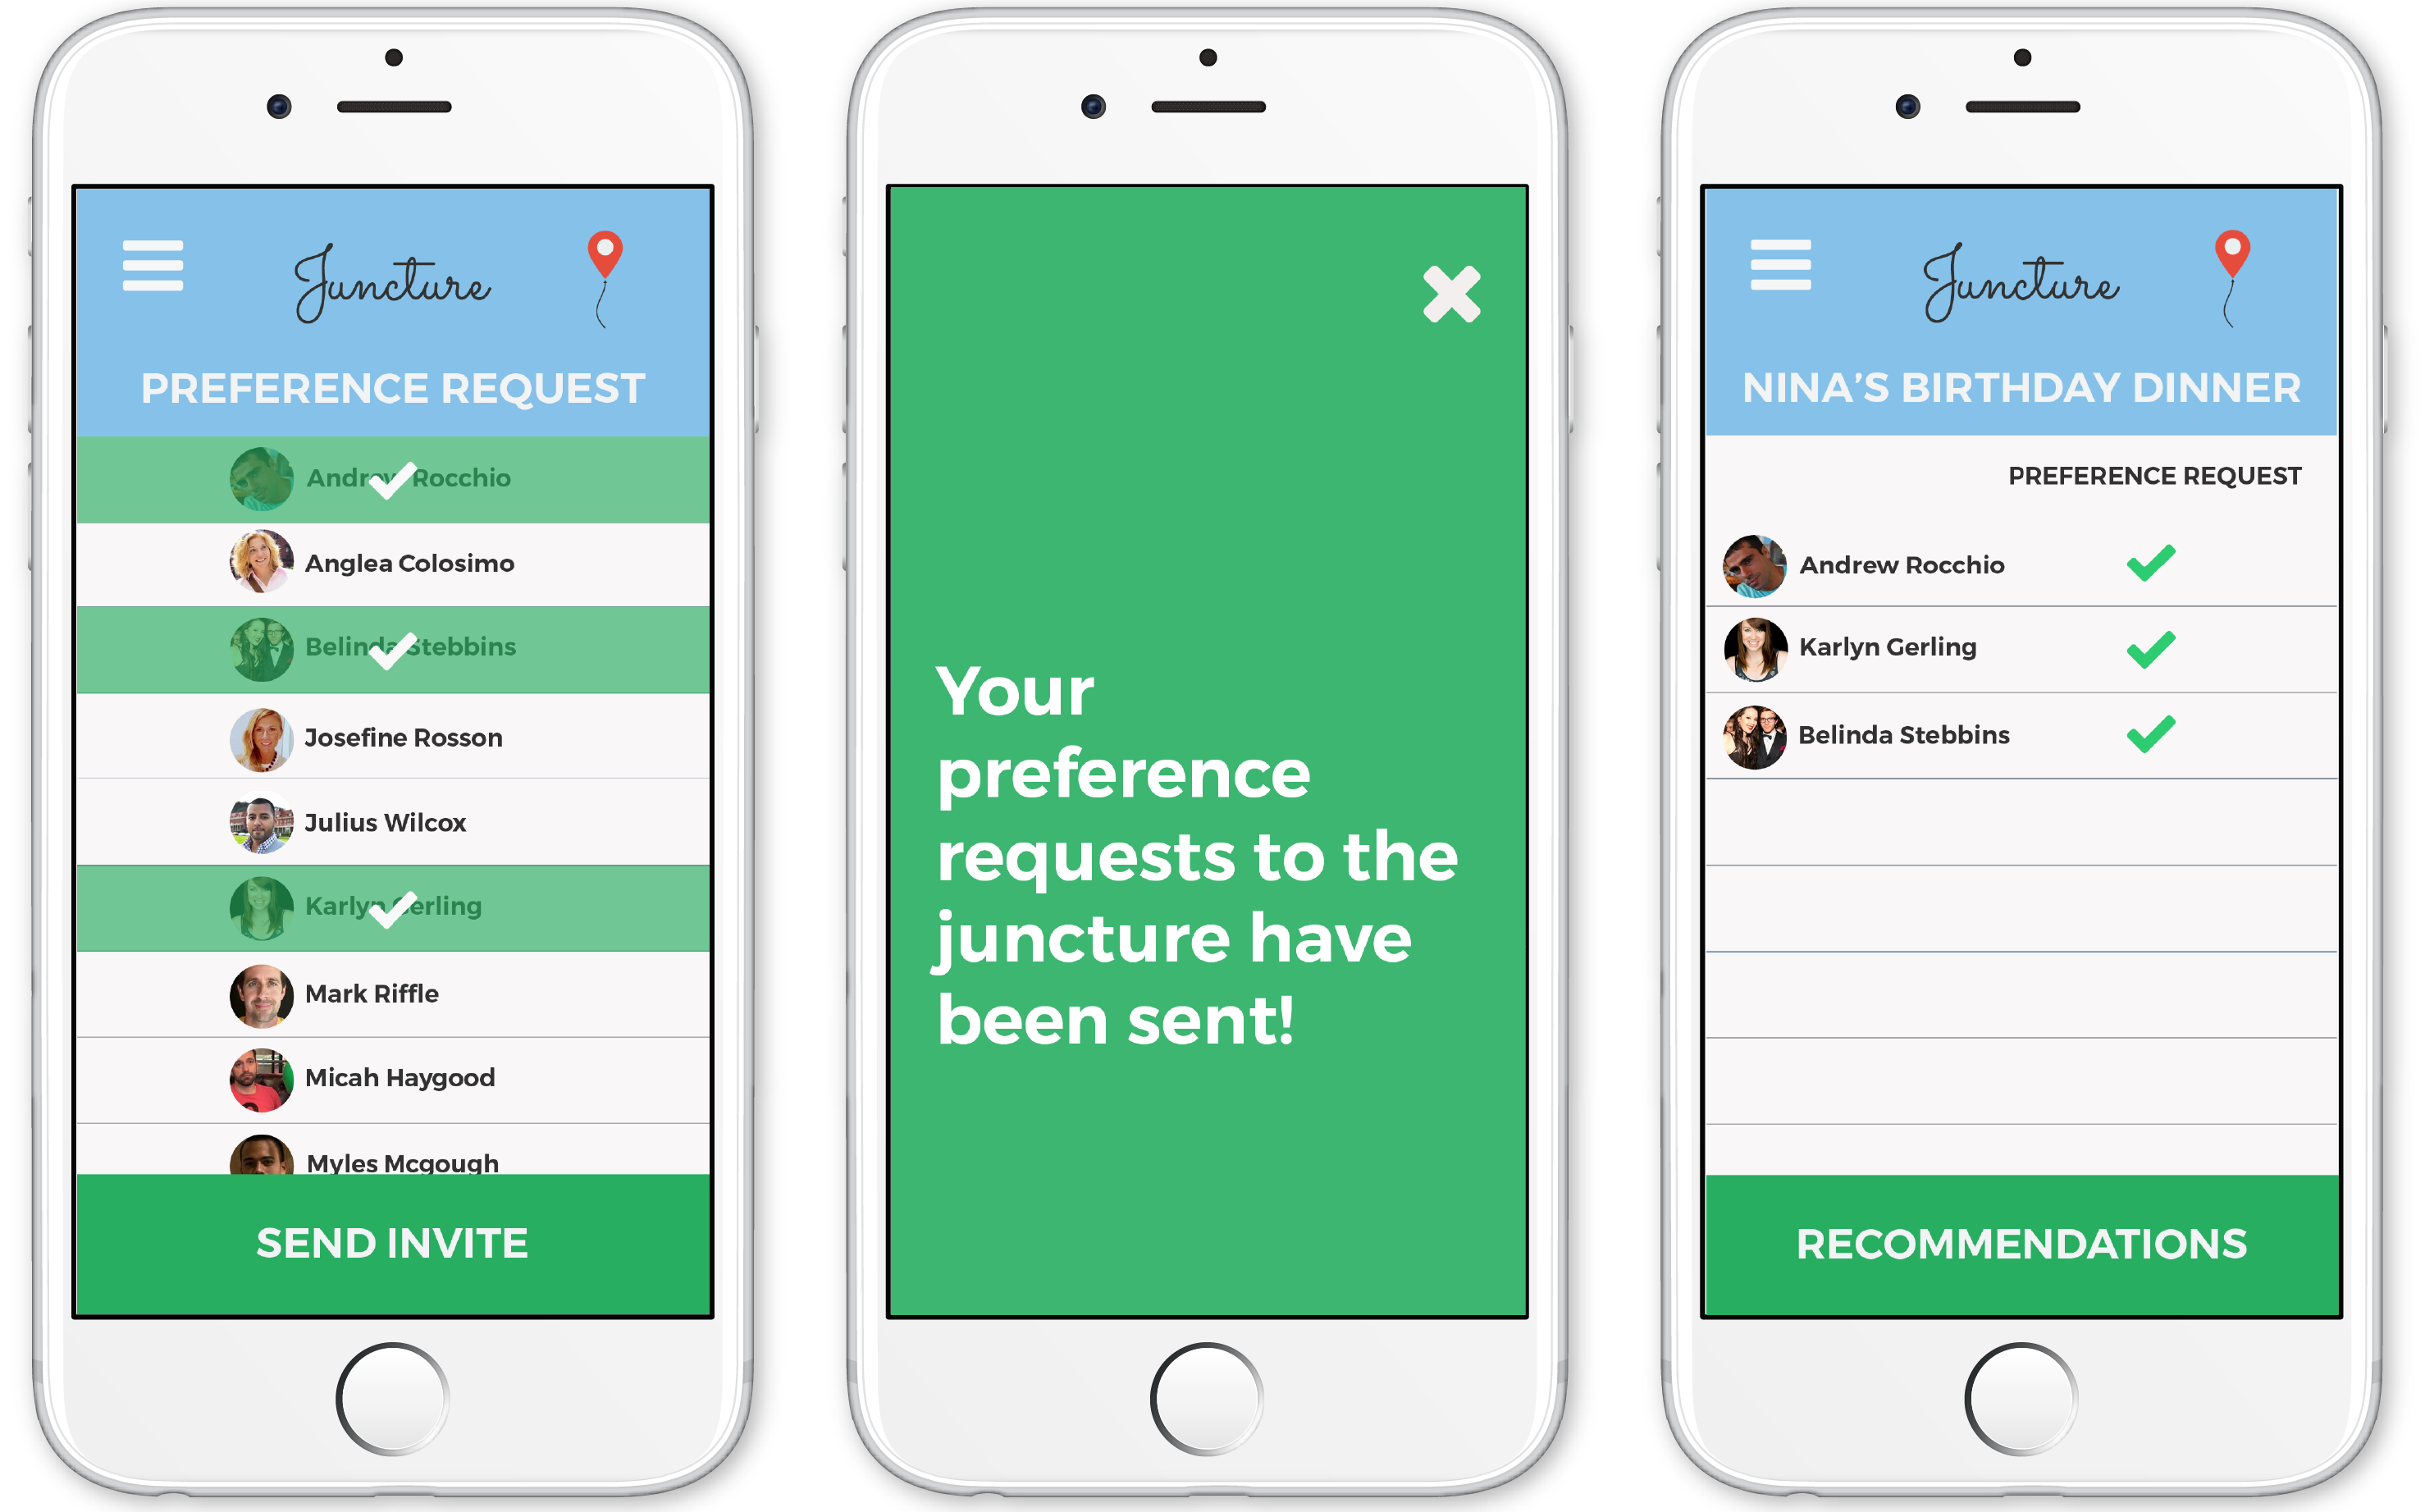 Juncture
PREFERENCE REQUEST
Andrew Rocchio
Anglea Colosimo
Belinda Stebbins
Josefine Rosson
Julius Wilcox
Karlyn Gerling
Mark Riffle
Micah Haygood
Myles Mcgough
SEND INVITE
Your
preference
requests to the
juncture have
been sent!
Juncture
NINA'S BIRTHDAY DINNER
PREFERENCE REQUEST
Andrew Rocchio
Karlyn Gerling
Belinda Stebbins
RECOMMENDATIONS